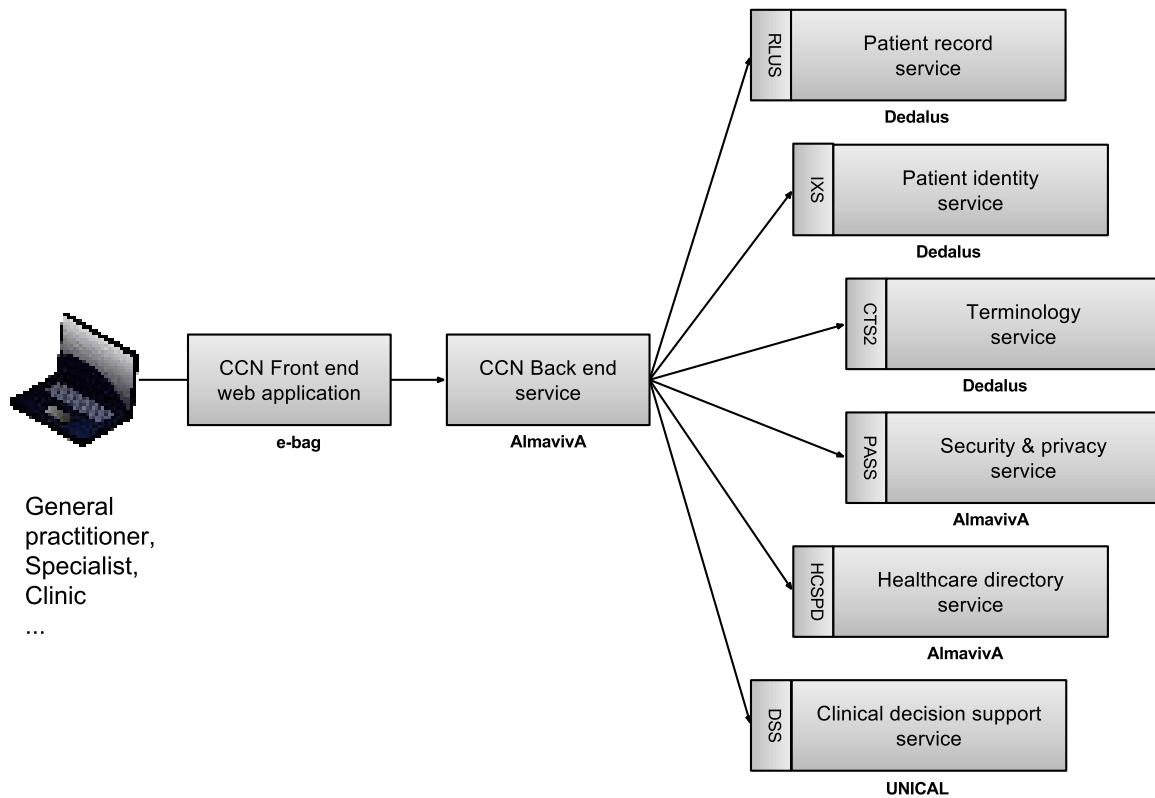 RLUS
Patient record
service
Dedalus
IXS
Patient identity
service
Dedalus
CTS2
Terminology
service
Dedalus
CCN Front end
web application
e-bag
CCN Back end
service
AlmavivA
PASS
Security & privacy
service
AlmavivA
General
practitioner,
Specialist,
Clinic
...
HCSPD
Healthcare directory
service
AlmavivA
DSS
Clinical decision support
service
UNICAL